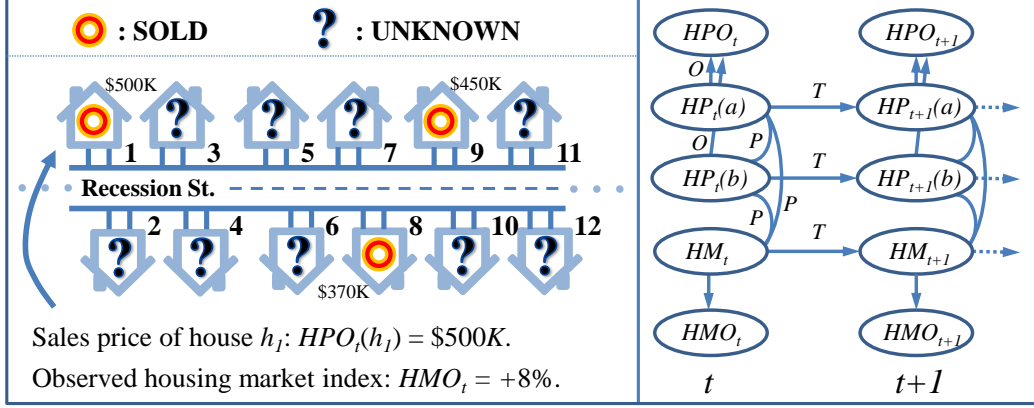 : SOLD
? : UNKNOWN
$500K
$450K
? ? ? ?
1 3 5 7 9 11
Recession St.
2 4 6 8 10 12
? ? ? ? ?
$370K
Sales price of house h1: HPOt(h1) = $500K.
Observed housing market index: HMOt = +8%.
HPOt HPOt+1
O
HPt(a) T HPt+1(a)
O P
HPt(b) T HPt+1(b)
P P
HMt T HMt+1
HMOt HMOt+1
t t+1